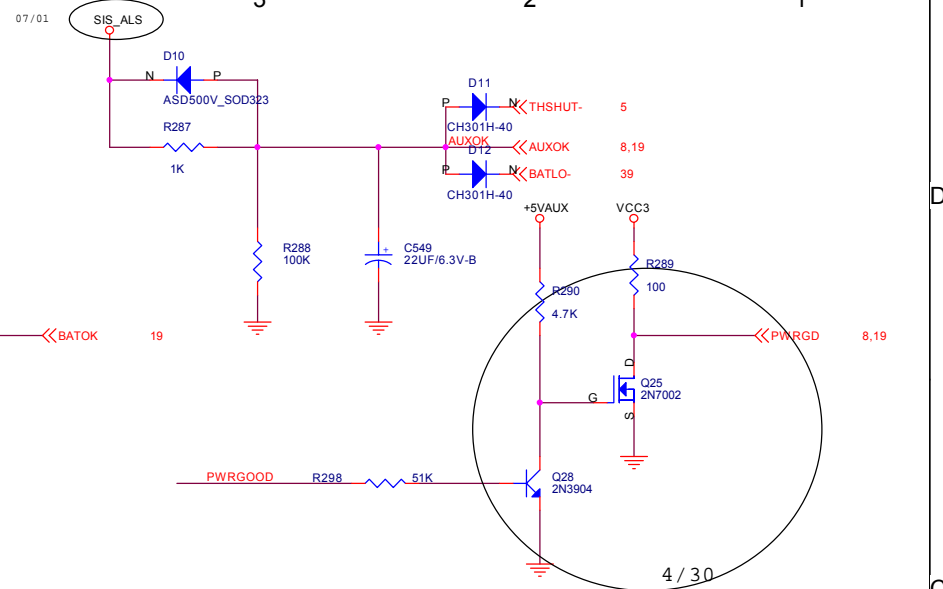 3 2 1
07/01 SIS_ALS
D10
N P
ASD500V_SOD323
D11
P N THSHUT- 5
CH301H-40
R287
AUXOK AUXOK 8,19
D12
1K
P N BATLO- 39
CH301H-40
D
+5VAUX VCC3
R288
100K
C549
+
22UF/6.3V-B
R289
100
R290
4.7K
BATOK 19
PWRGD 8,19
D
Q25
2N7002
G
S
PWRGOOD R298 51K
Q28
2N3904
4/30